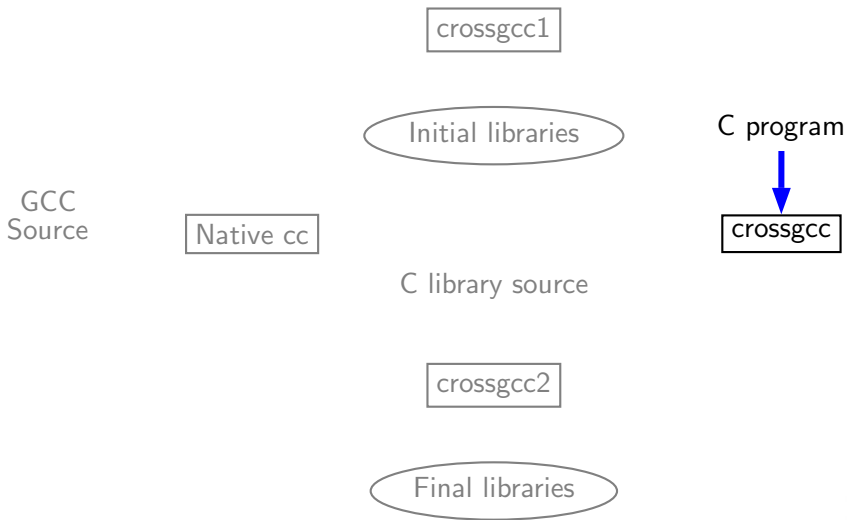 crossgcc1
Initial libraries
C program
GCC
Source
Native cc
crossgcc
C library source
crossgcc2
Final libraries